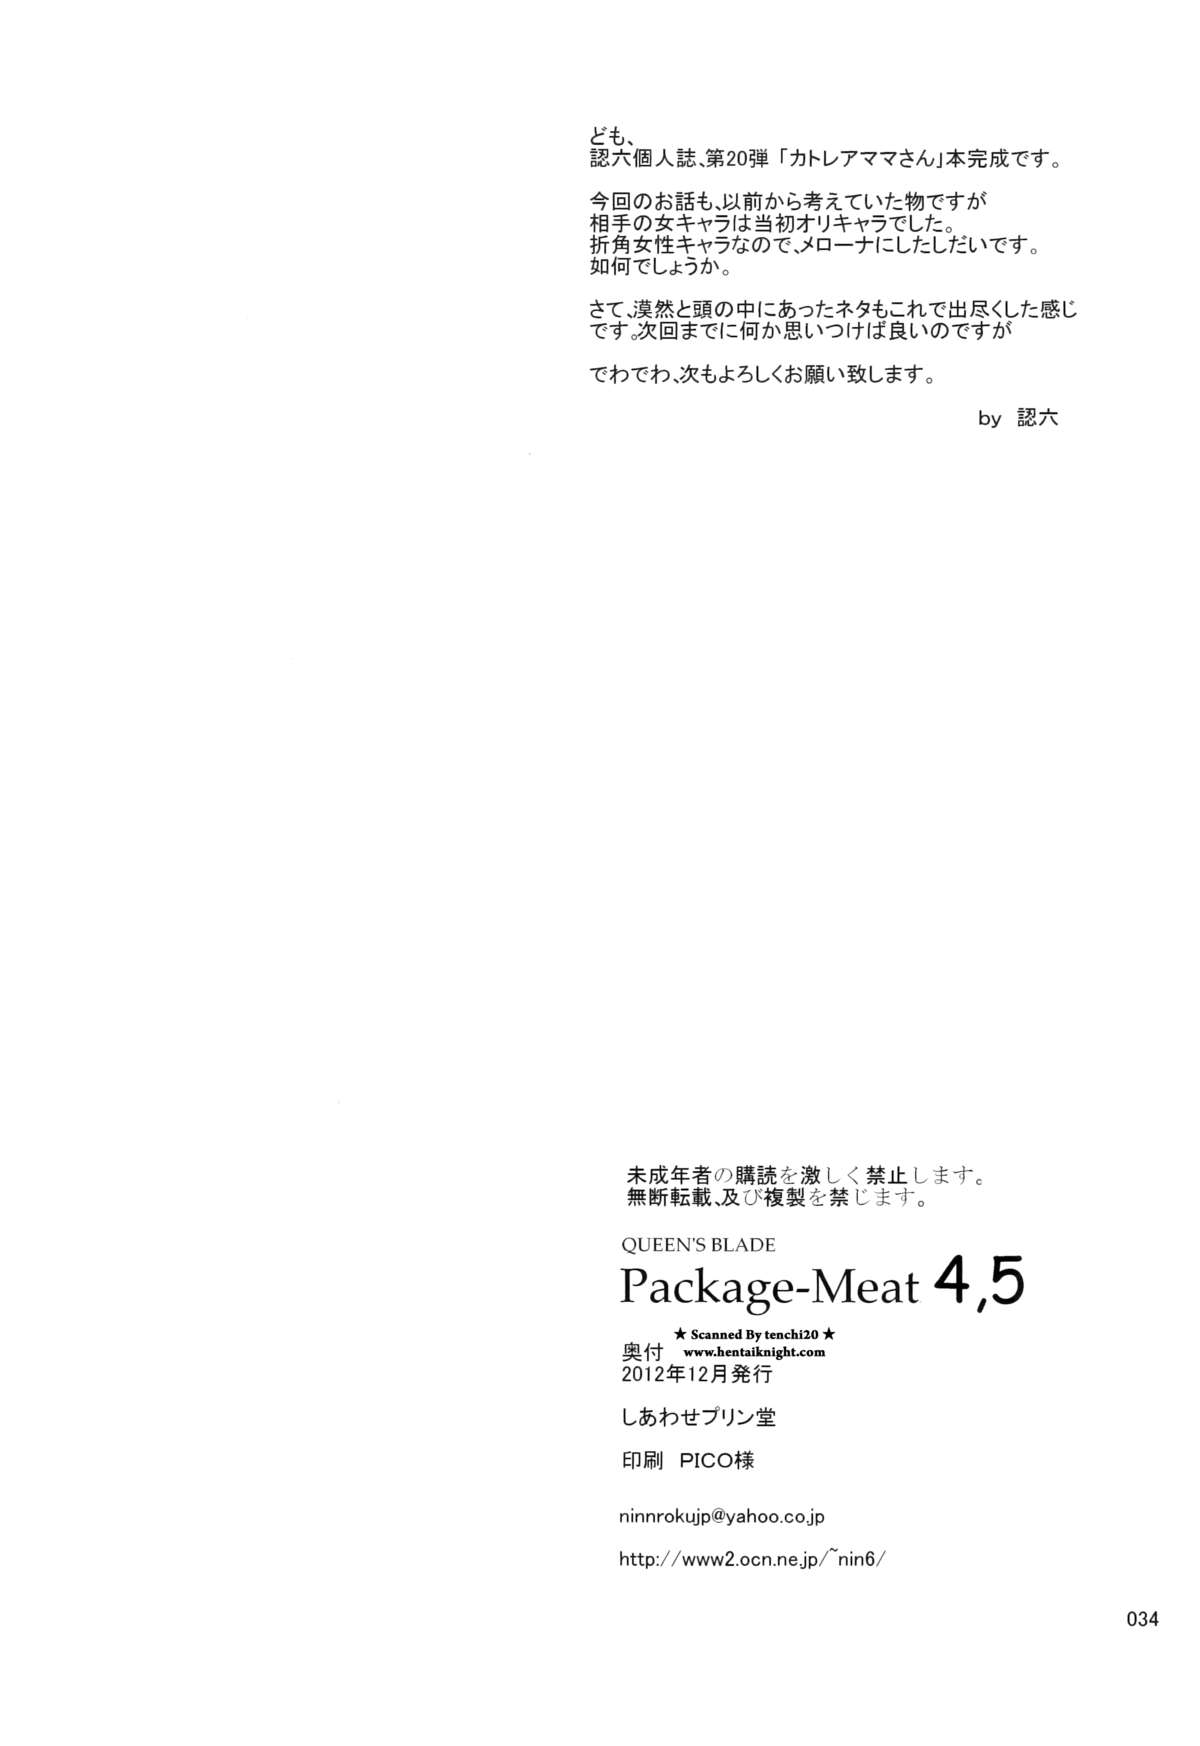 ども、
認六個人誌、第20弾 「カトレアママさん」本完成です。
今回のお話も、以前から考えていた物ですが
相手の女キャラは当初オリキャラでした。
折角女性キャラなので、メローナにしたしだいです。
如何でしょうか。
さて、漠然と頭の中にあったネタもこれで出尽くした感じ
です。次回までに何か思いつけば良いのですが
でわでわ、次もよろしくお願い致します。
by 認六
未成年者の購読を激しく禁止します。
無断転載、及び複製を禁じます。
QUEEN'S BLADE
Package-Meat 4,5
★ Scanned By tenchi20 ★
www.hentaiknight.com
奥付
2012年12月発行
しあわせプリン堂
印刷 PICO様
ninnrokujp@yahoo.co.jp
http://www2.ocn.ne.jp/~nin6/
034